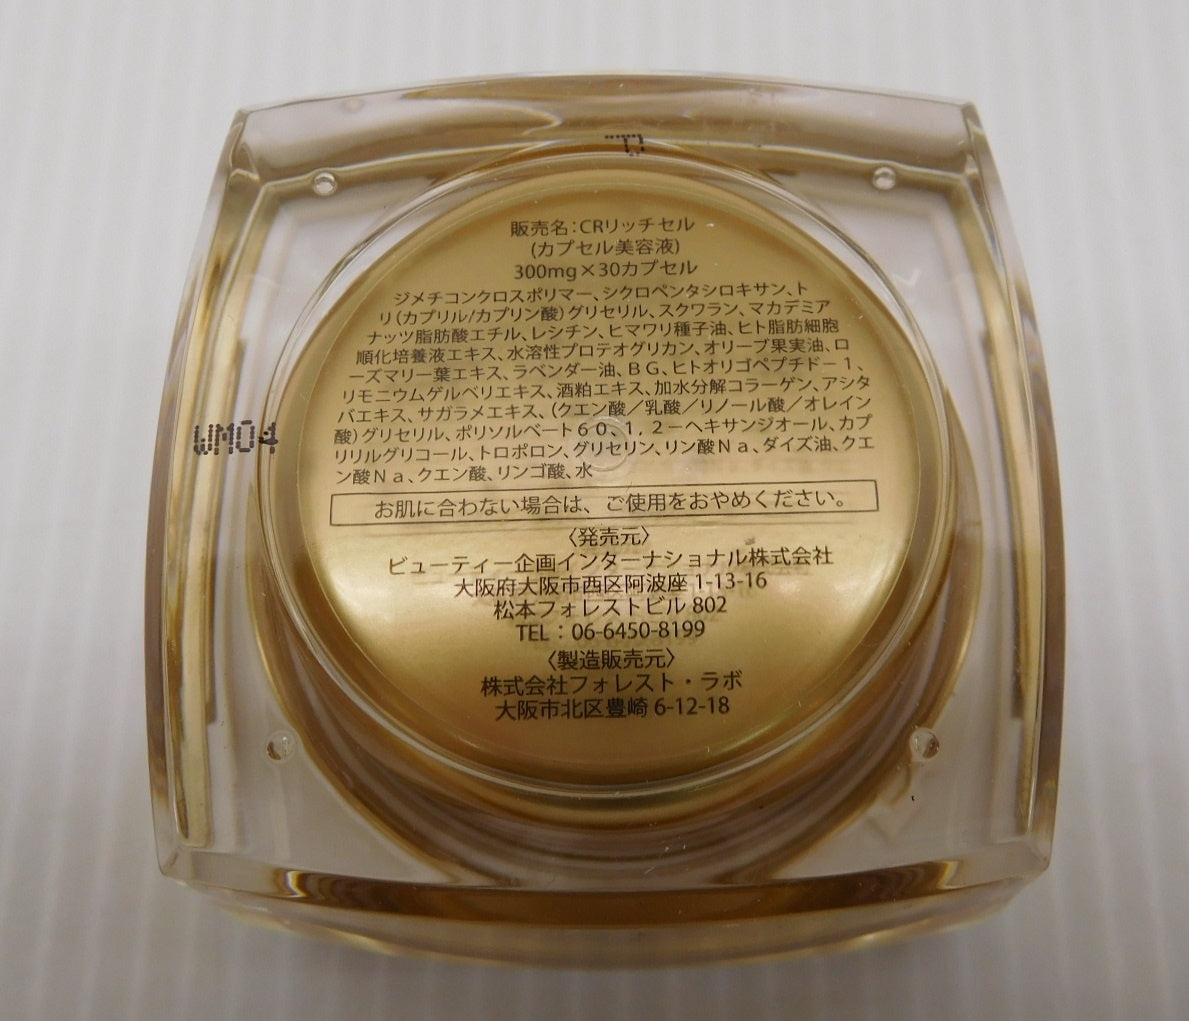 販売名:CRリッチセル
(カプセル美容液)
300mg×30カプセル
ジメチコンクロスポリマー、シクロペンタシロキサン、ト
リ(カプリル/カプリン酸)グリセリル、スクワラン、マカデミア
ナッツ脂肪酸エチル、レシチン、ヒマワリ種子油、ヒト脂肪細胞
順化培養液エキス、水溶性プロテオグリカン、オリーブ果実油、ロ
ーズマリー葉エキス、ラベンダー油、BG、ヒトオリゴペプチド-1、
リモニウムゲルベリエキス、酒粕エキス、加水分解コラーゲン、アシタ
バエキス、サガラメエキス、(クエン酸/乳酸/リノール酸/オレイン
酸)グリセリル、ポリソルベート60、1,2-ヘキサンジオール、カプ
リリルグリコール、トロポロン、グリセリン、リン酸Na、ダイズ油、クエ
ン酸Na、クエン酸、リンゴ酸、水
お肌に合わない場合は、ご使用をおやめください。
〈発売元〉
ビューティー企画インターナショナル株式会社
大阪府大阪市西区阿波座 1-13-16
松本フォレストビル 802
TEL:06-6450-8199
〈製造販売元〉
株式会社フォレスト・ラボ
大阪市北区豊崎 6-12-18
WM04